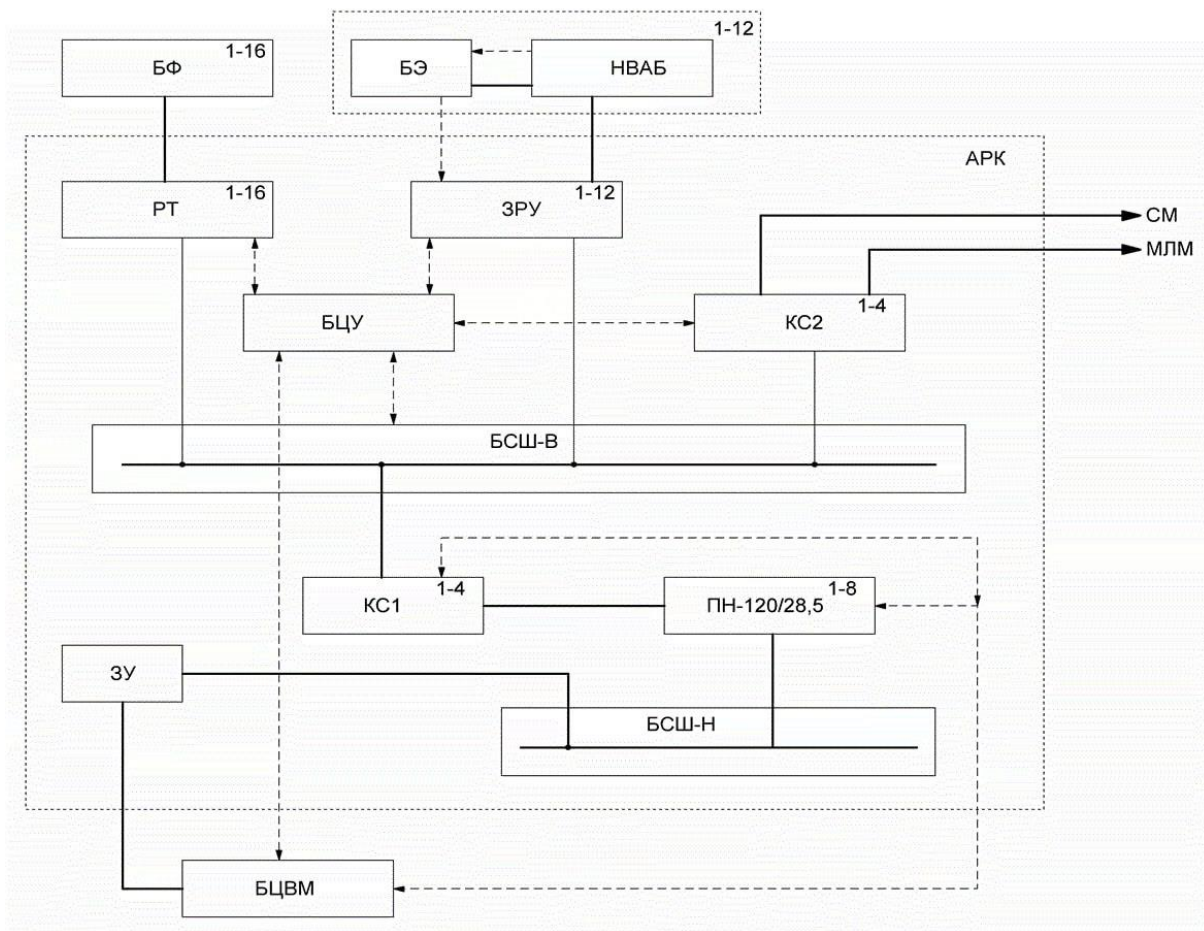 1-16
БФ
1-12
БЭ
НВАБ
АРК
1-16
РТ
1-12
ЗРУ
СМ
МЛМ
БЦУ
1-4
КС2
БСШ-В
1-4
КС1
1-8
ПН-120/28,5
ЗУ
БСШ-Н
БЦВМ